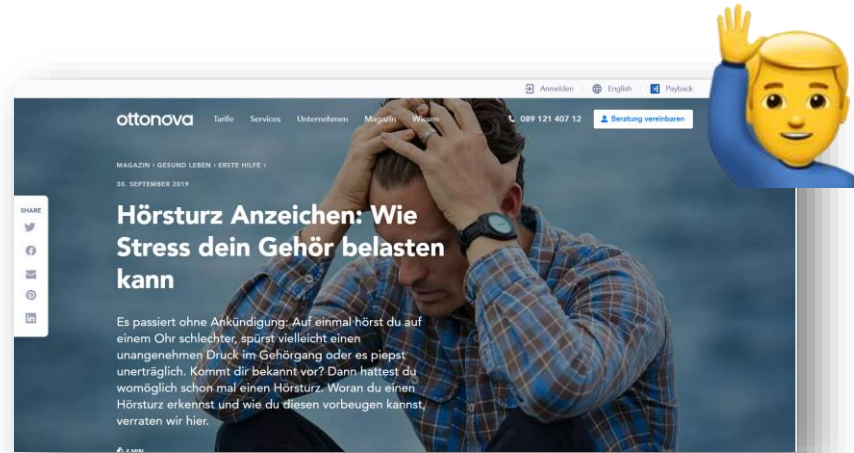 Anmelden English Payback
ottonova Tarife Services Unternehmen Magazin Wissen 089 121 407 12 Beratung vereinbaren
MAGAZIN › GESUND LEBEN › ERSTE HILFE ›
30. SEPTEMBER 2019
SHARE
Hörsturz Anzeichen: Wie
Stress dein Gehör belasten
kann
Es passiert ohne Ankündigung: Auf einmal hörst du auf
einem Ohr schlechter, spürst vielleicht einen
unangenehmen Druck im Gehörgang oder es piepst
unerträglich. Kommt dir bekannt vor? Dann hattest du
womöglich schon mal einen Hörsturz. Woran du einen
Hörsturz erkennst und wie du diesen vorbeugen kannst,
verraten wir hier.
4 MIN